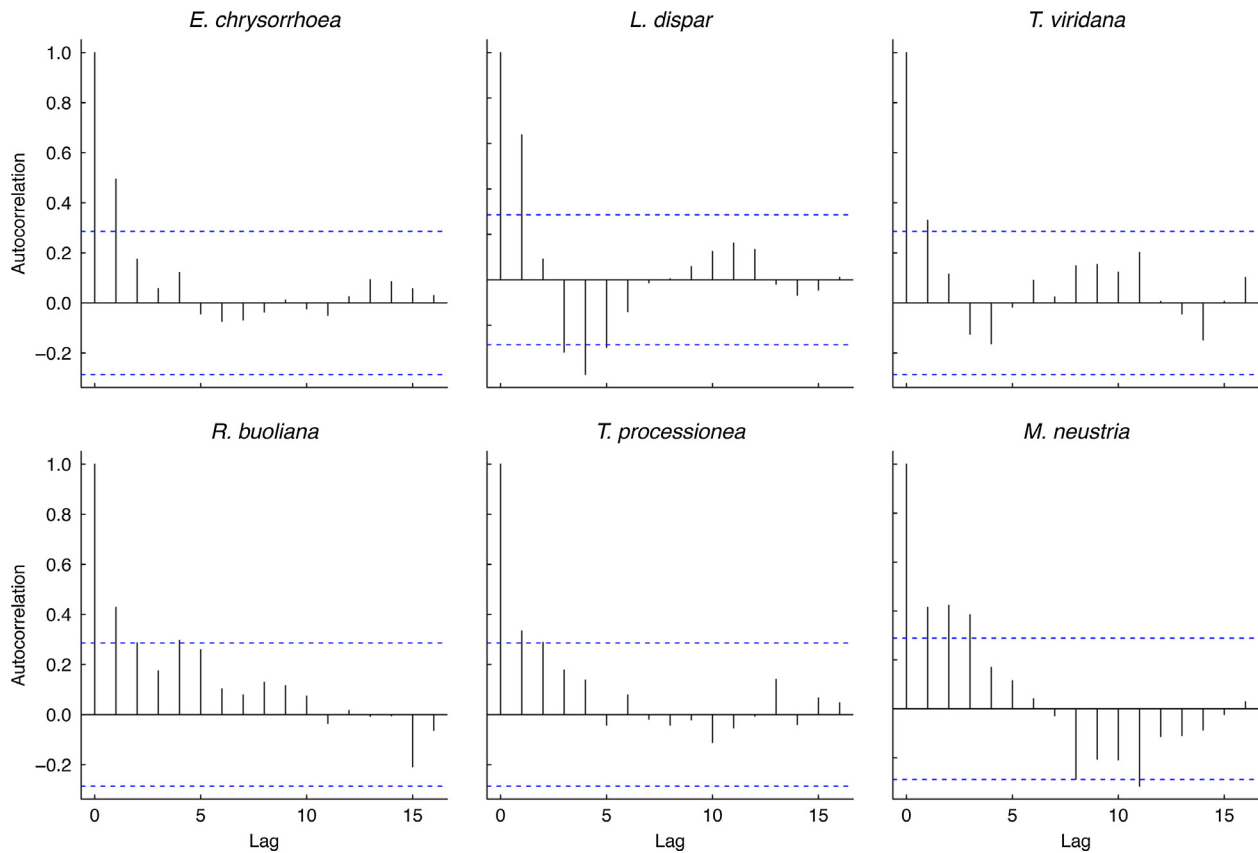 E. chrysorrhoea
L. dispar
T. viridana
Autocorrelation
1.0
0.8
0.6
0.4
0.2
0.0
−0.2
R. buoliana
T. processionea
M. neustria
Autocorrelation
1.0
0.8
0.6
0.4
0.2
0.0
−0.2
0 5 10 15
0 5 10 15
0 5 10 15
Lag
Lag
Lag